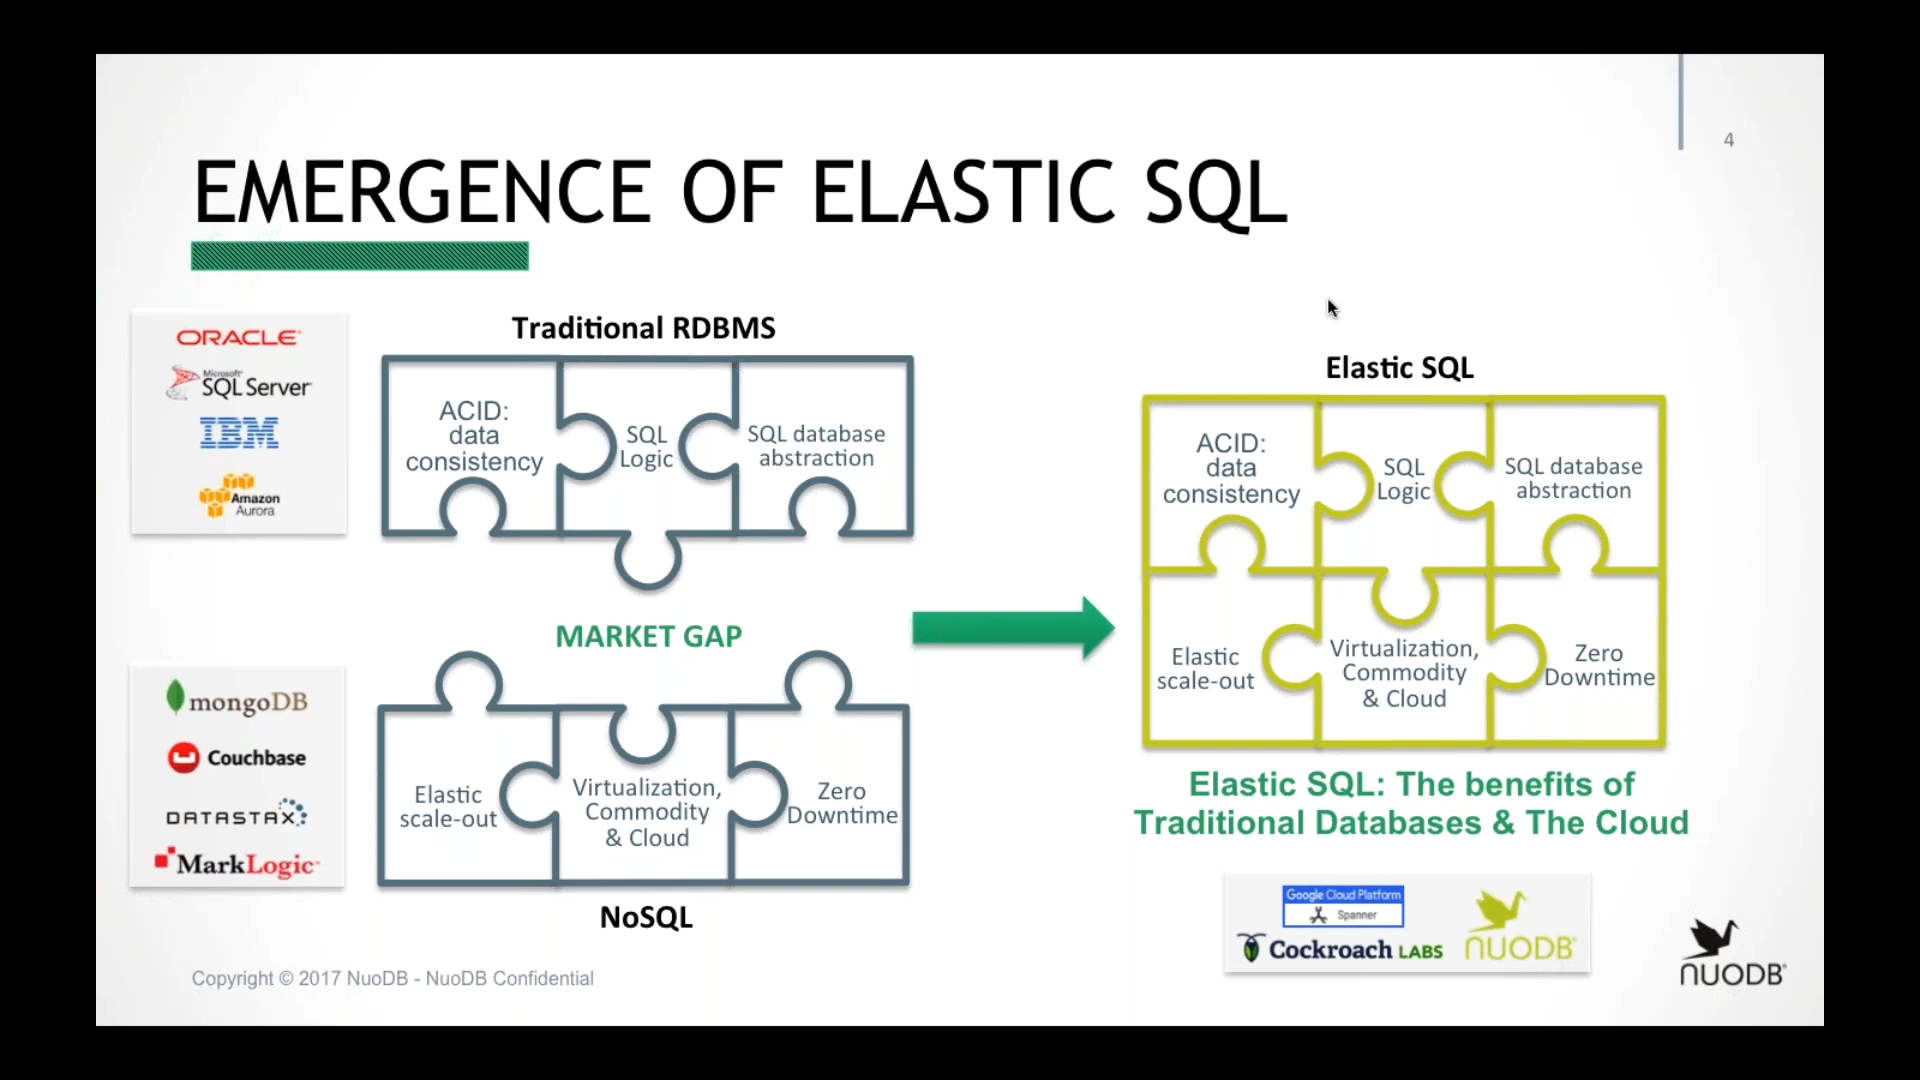 4
EMERGENCE OF ELASTIC SQL
ORACLE
Microsoft
SQL Server
IBM
Amazon
Aurora
Traditional RDBMS
ACID:
data
consistency
SQL
Logic
SQL database
abstraction
MARKET GAP
mongoDB
Couchbase
DATASTAX
MarkLogic
Elastic
scale-out
Virtualization,
Commodity
& Cloud
Zero
Downtime
NoSQL
Elastic SQL
ACID:
data
consistency
SQL
Logic
SQL database
abstraction
Elastic
scale-out
Virtualization,
Commodity
& Cloud
Zero
Downtime
Elastic SQL: The benefits of
Traditional Databases & The Cloud
Google Cloud Platform
Spanner
Cockroach LABS
NUODB
NUODB
Copyright © 2017 NuoDB - NuoDB Confidential